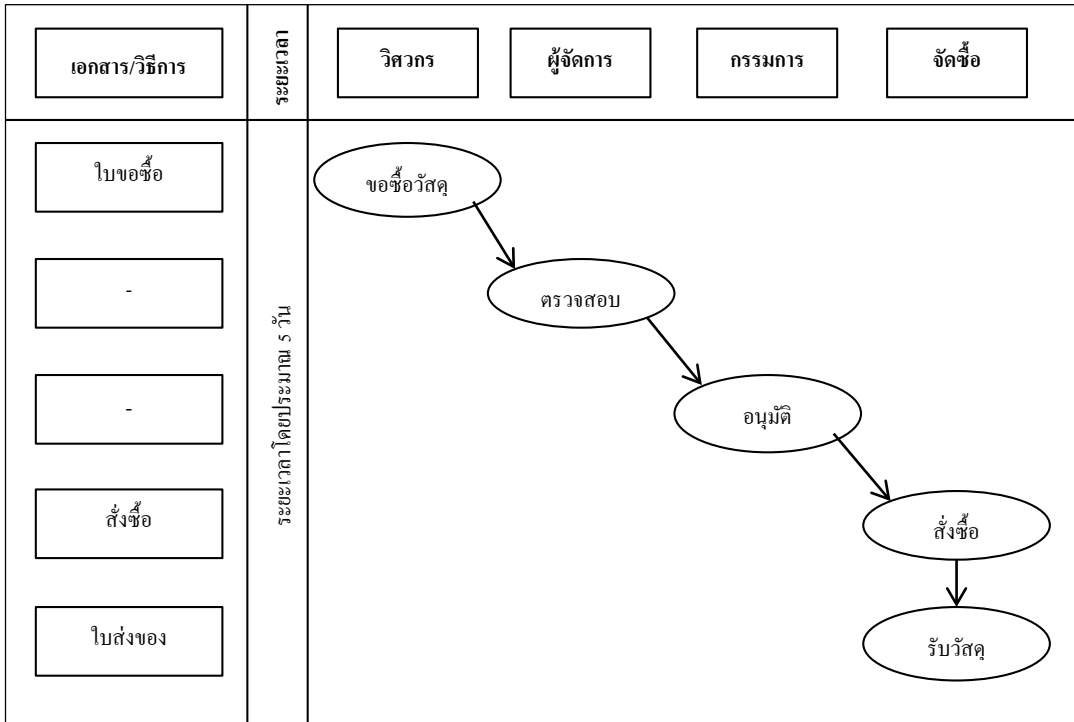 เอกสาร/วิธีการ
ระยะเวลา
วิศวกร
ผู้จัดการ
กรรมการ
จัดซื้อ
ใบขอซื้อ
ขอซื้อวัสดุ
-
ตรวจสอบ
ระยะเวลาโดยประมาณ 5 วัน
-
อนุมัติ
สั่งซื้อ
สั่งซื้อ
ใบส่งของ
รับวัสดุ